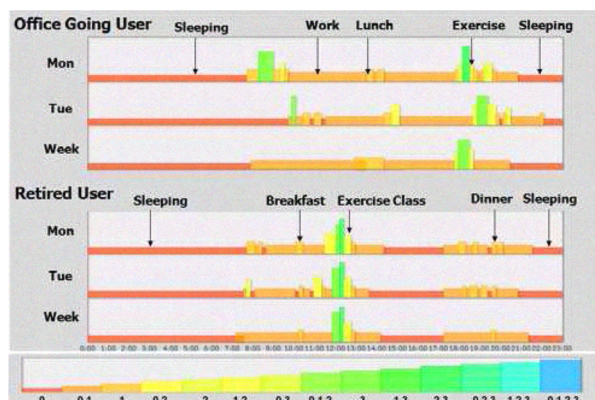 Office Going User
Sleeping Work Lunch Exercise Sleeping
Mon
Tue
Week
Retired User
Sleeping Breakfast Exercise Class Dinner Sleeping
Mon
Tue
Week
0:00 1:00 2:00 3:00 4:00 5:00 6:00 7:00 8:00 9:00 10:00 11:00 12:00 13:00 14:00 15:00 16:00 17:00 18:00 19:00 20:00 21:00 22:00 23:00